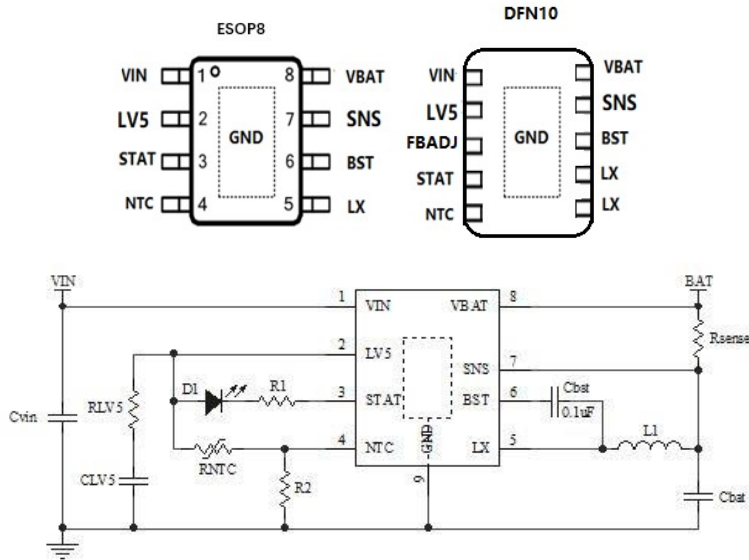 ESOP8
DFN10
VIN 1 8 VBAT
LV5 2 7 SNS
STAT 3 6 BST
NTC 4 5 LX
GND
VIN VBAT
LV5 SNS
FBADJ BST
STAT LX
NTC LX
GND
VIN BAT
1 VIN VBAT 8
Rsense
2 LV5
SNS 7
D1 R1 3 STAT BST 6 Cbst
0.1uF
RLV5
Cvin
4 NTC LX 5 L1
RNTC
GND
CLV5
R2
9
Cbat